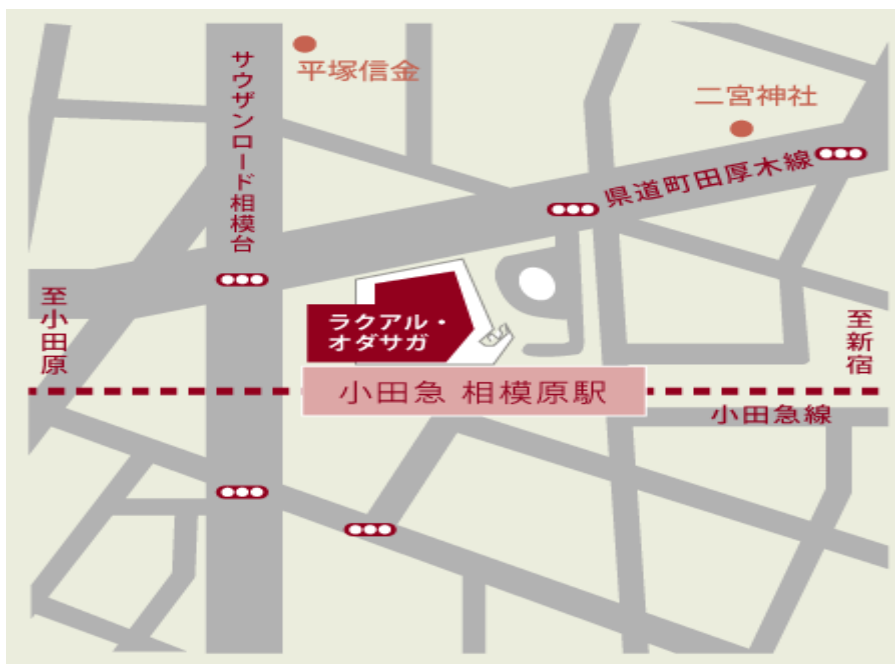 平塚信金
二宮神社
サウザンロード相模台
県道町田厚木線
至小田原
ラクアル・
オダサガ
至新宿
小田急 相模原駅
小田急線